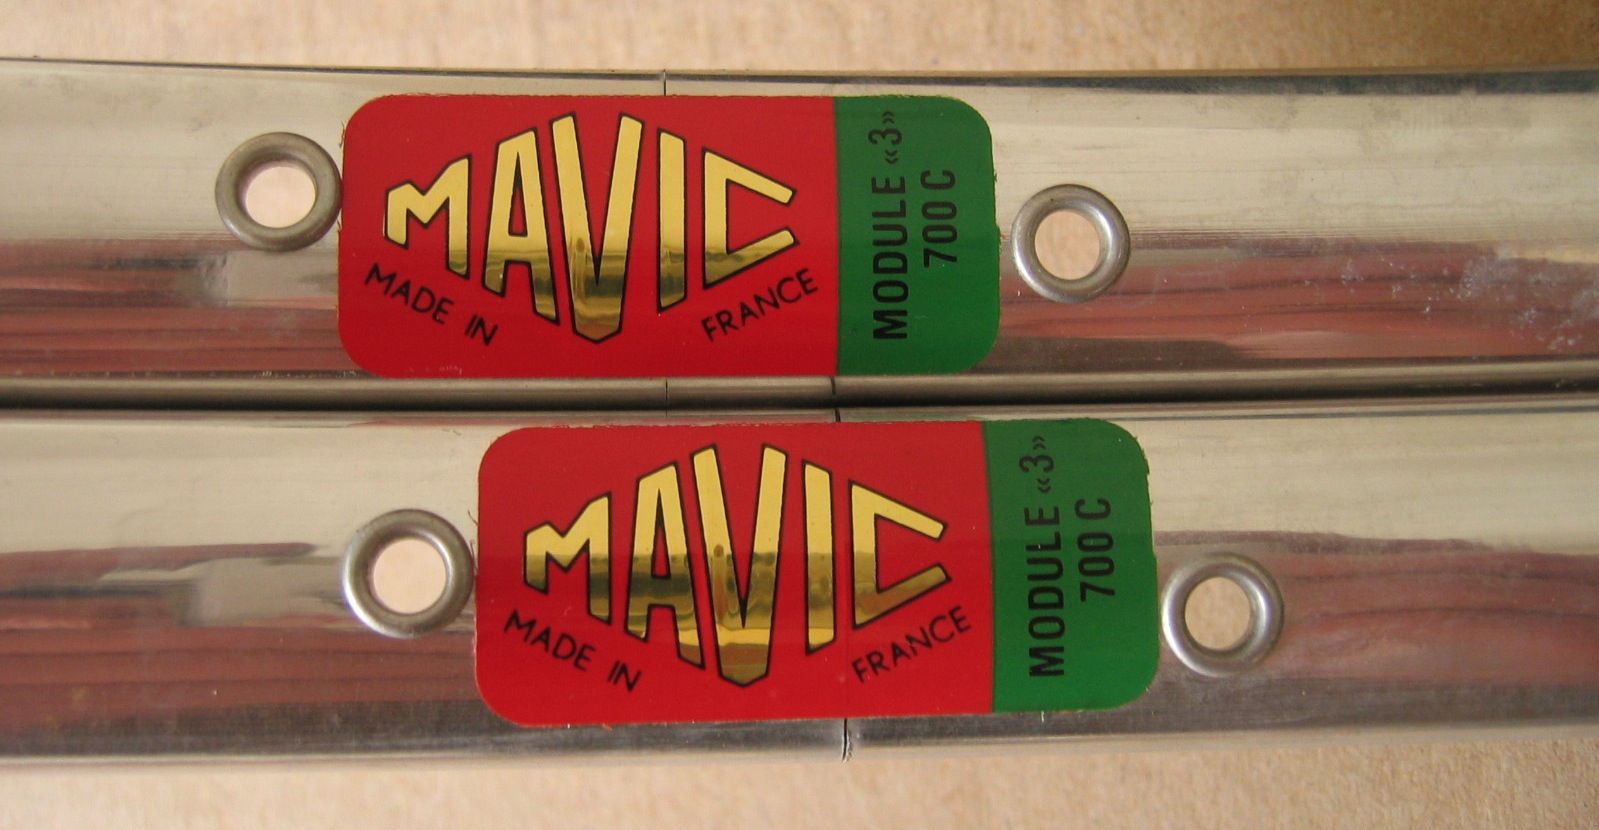 MAVIC
MADE IN FRANCE
MODULE «3»
700 C
MAVIC
MADE IN FRANCE
MODULE «3»
700 C